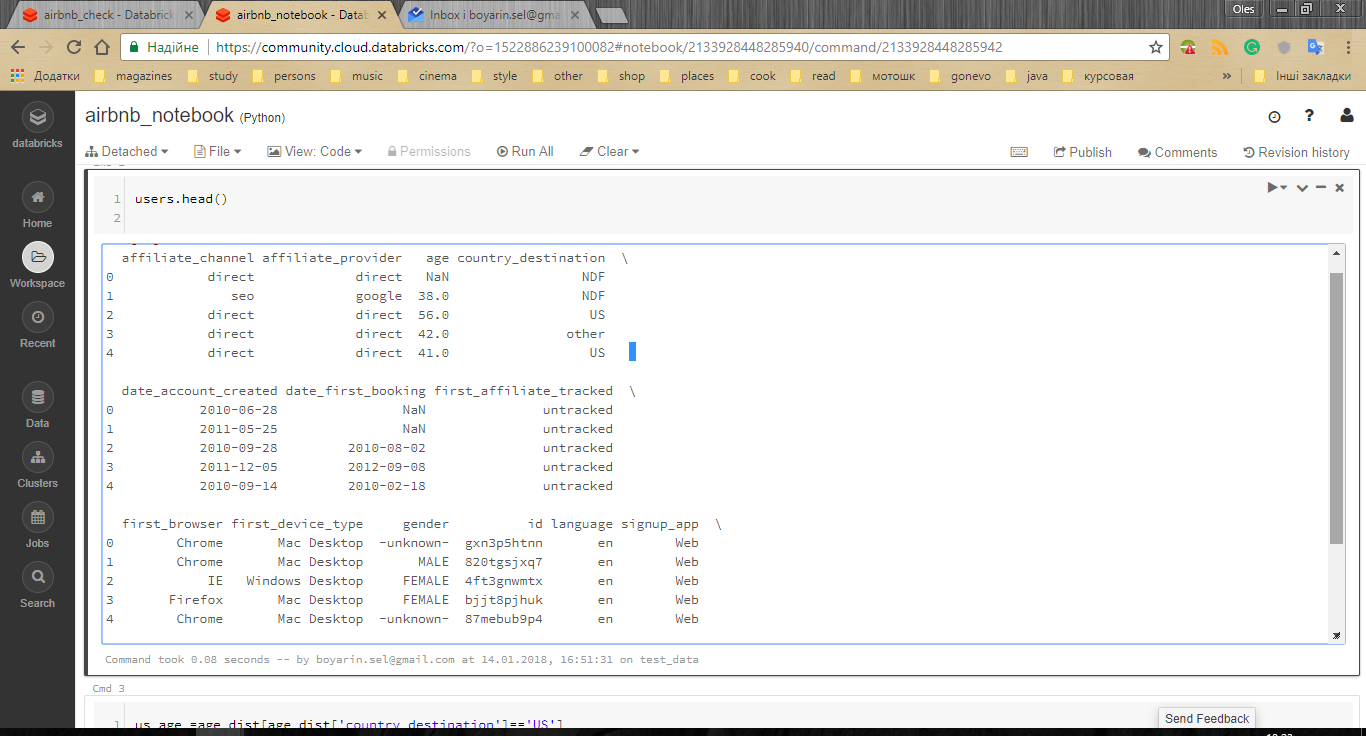 airbnb_check - Databrick
airbnb_notebook - Datab
Inbox i boyarin.sel@gma
Oles
Надійне
https://community.cloud.databricks.com/?o=1522886239100082#notebook/2133928448285940/command/2133928448285942
Додатки magazines study persons music cinema style other shop places cook read мотошк gonevo java курсовая » Інші закладки
databricks
Home
Workspace
Recent
Data
Clusters
Jobs
Search
airbnb_notebook (Python)
?
Detached File View: Code Permissions Run All Clear
Publish Comments Revision history
1 users.head()
2
affiliate_channel affiliate_provider age country_destination \
0 direct direct NaN NDF
1 seo google 38.0 NDF
2 direct direct 56.0 US
3 direct direct 42.0 other
4 direct direct 41.0 US
date_account_created date_first_booking first_affiliate_tracked \
0 2010-06-28 NaN untracked
1 2011-05-25 NaN untracked
2 2010-09-28 2010-08-02 untracked
3 2011-12-05 2012-09-08 untracked
4 2010-09-14 2010-02-18 untracked
first_browser first_device_type gender id language signup_app \
0 Chrome Mac Desktop -unknown- gxn3p5htnn en Web
1 Chrome Mac Desktop MALE 820tgsjxq7 en Web
2 IE Windows Desktop FEMALE 4ft3gnwmtx en Web
3 Firefox Mac Desktop FEMALE bjjt8pjhuk en Web
4 Chrome Mac Desktop -unknown- 87mebub9p4 en Web
Command took 0.08 seconds -- by boyarin.sel@gmail.com at 14.01.2018, 16:51:31 on test_data
Cmd 3
1 us_age =age_dist[age_dist['country_destination']=='US']
Send Feedback